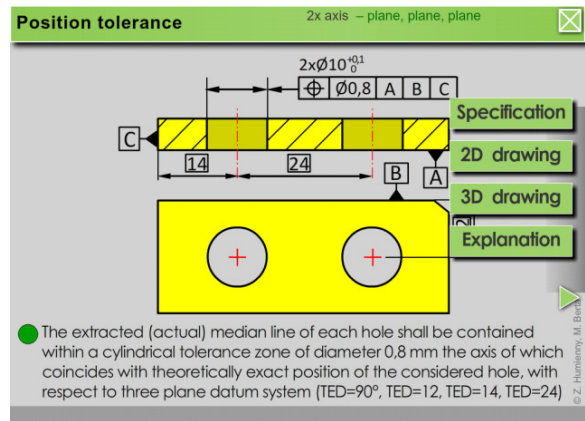 Position tolerance
2x axis – plane, plane, plane
2xØ10 +0,1 0
Ø0,8 A B C
C
14
24
B
A
Specification
2D drawing
3D drawing
Explanation
The extracted (actual) median line of each hole shall be contained
within a cylindrical tolerance zone of diameter 0,8 mm the axis of which
coincides with theoretically exact position of the considered hole, with
respect to three plane datum system (TED=90°, TED=12, TED=14, TED=24)
© Z. Humienny, M. Berta